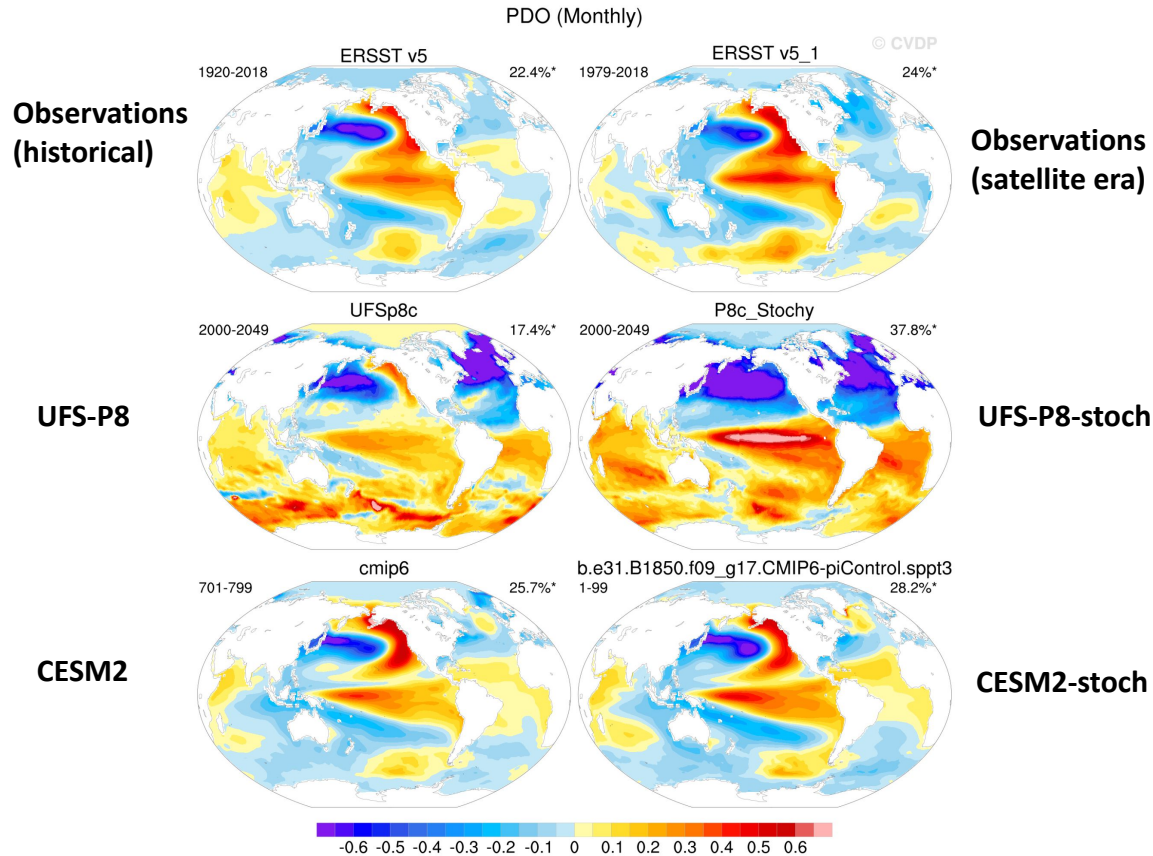 PDO (Monthly)
© CVDP
ERSST v5
1920-2018
22.4%*
ERSST v5_1
1979-2018
24%*
Observations
(historical)
Observations
(satellite era)
UFSp8c
2000-2049
17.4%*
P8c_Stochy
2000-2049
37.8%*
UFS-P8
UFS-P8-stoch
cmip6
701-799
25.7%*
b.e31.B1850.f09_g17.CMIP6-piControl.sppt3
1-99
28.2%*
CESM2
CESM2-stoch
-0.6 -0.5 -0.4 -0.3 -0.2 -0.1 0 0.1 0.2 0.3 0.4 0.5 0.6